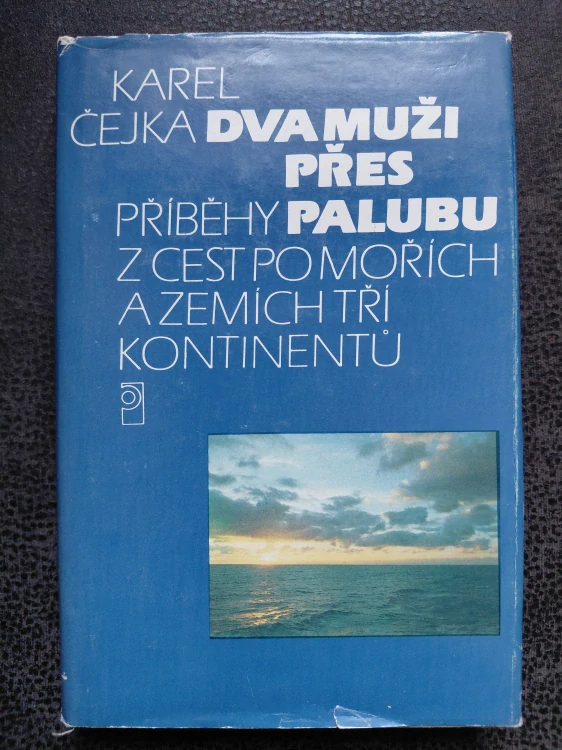 KAREL
ČEJKA DVA MUŽI
PŘES
PŘÍBĚHY PALUBU
Z CEST PO MOŘÍCH
A ZEMÍCH TŘÍ
KONTINENTŮ